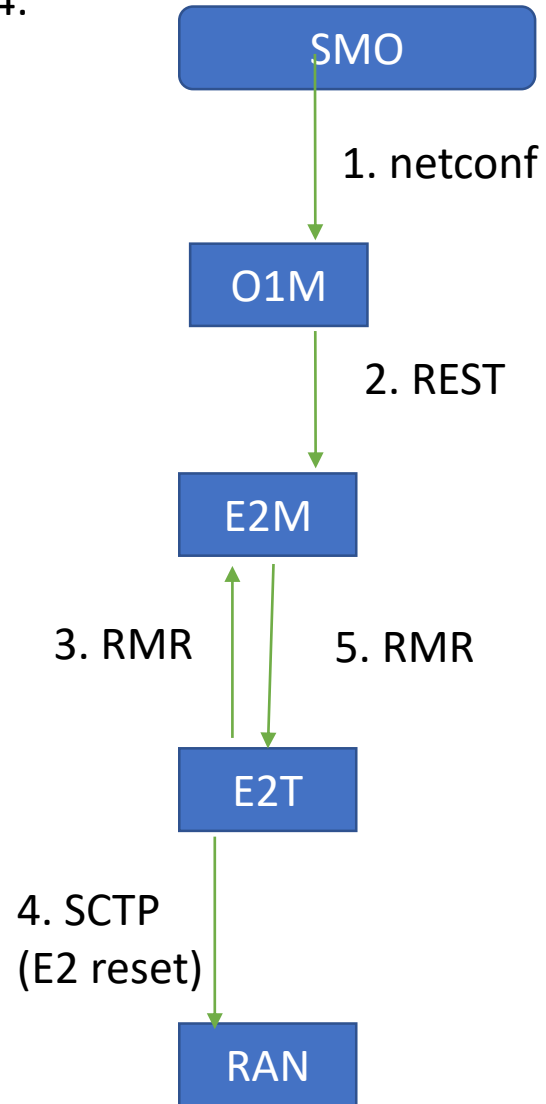 4.
SMO
1. netconf
O1M
2. REST
E2M
3. RMR
5. RMR
E2T
4. SCTP
(E2 reset)
RAN